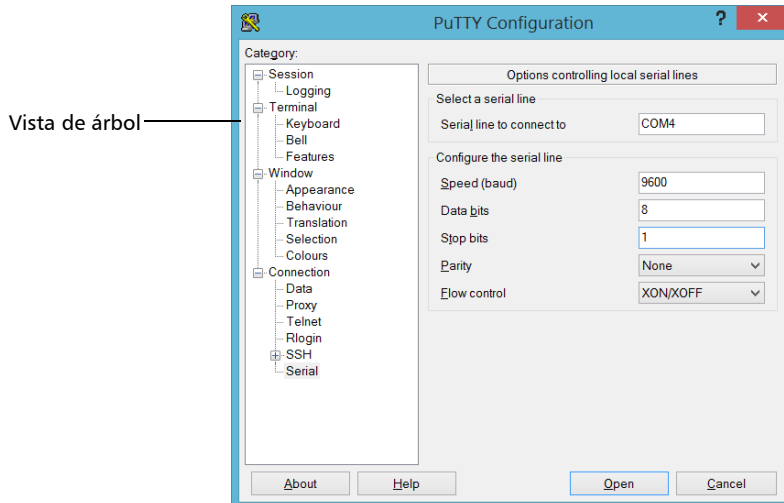 PuTTY Configuration
?
x
Category:
Session
Logging
Terminal
Keyboard
Bell
Features
Window
Appearance
Behaviour
Translation
Selection
Colours
Connection
Data
Proxy
Telnet
Rlogin
SSH
Serial
Vista de árbol
Options controlling local serial lines
Select a serial line
Serial line to connect to COM4
Configure the serial line
Speed (baud) 9600
Data bits 8
Stop bits 1
Parity None
Flow control XON/XOFF
About Help Open Cancel